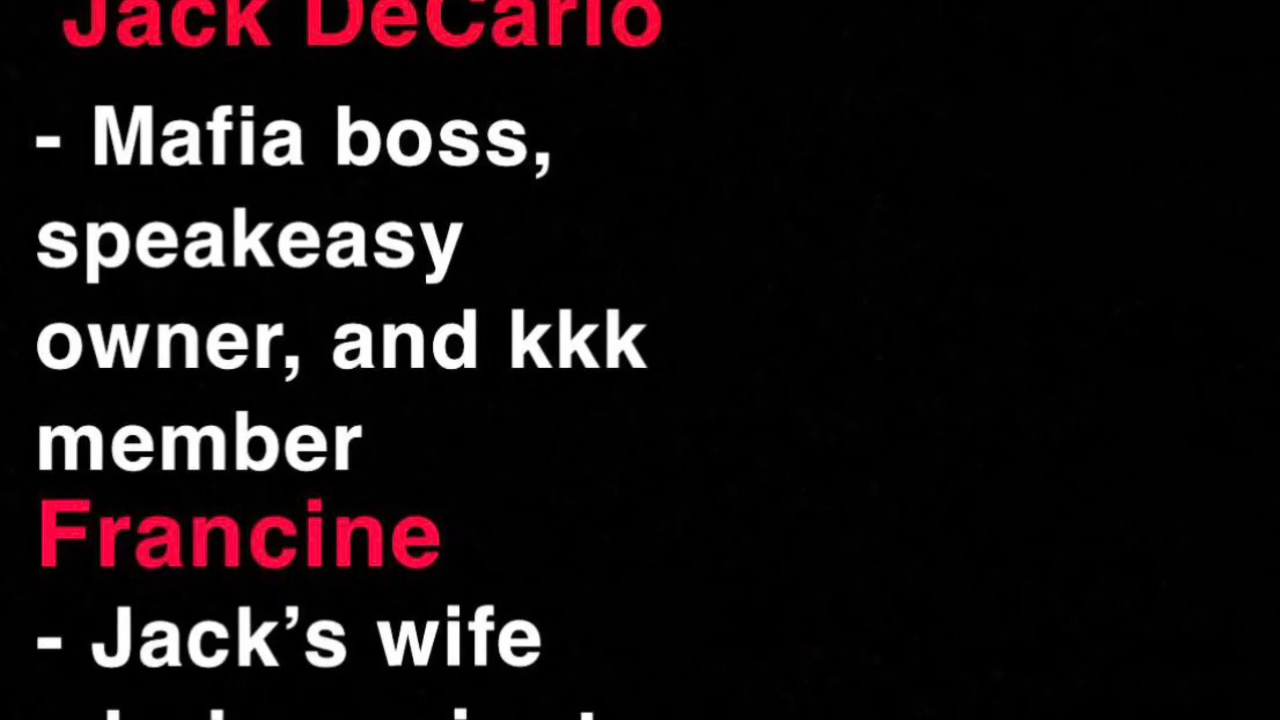 Jack DeCarlo
- Mafia boss,
speakeasy
owner, and kkk
member
Francine
- Jack’s wife